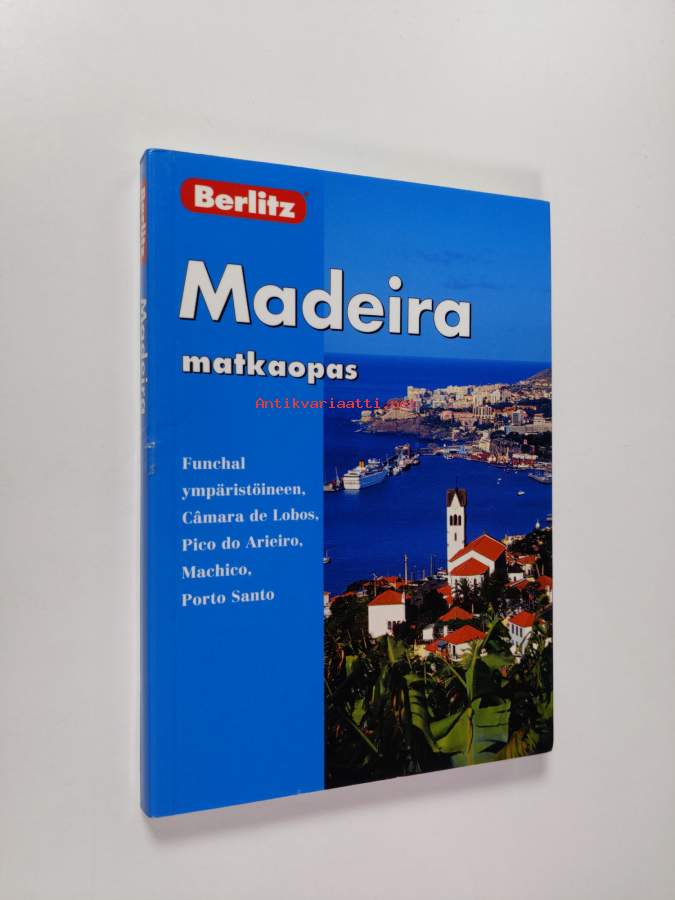 Berlitz
Madeira
matkaopas
Antikvariaatti.net
Funchal
ympäristöineen,
Câmara de Lobos,
Pico do Arieiro,
Machico,
Porto Santo
Berlitz
Madeira